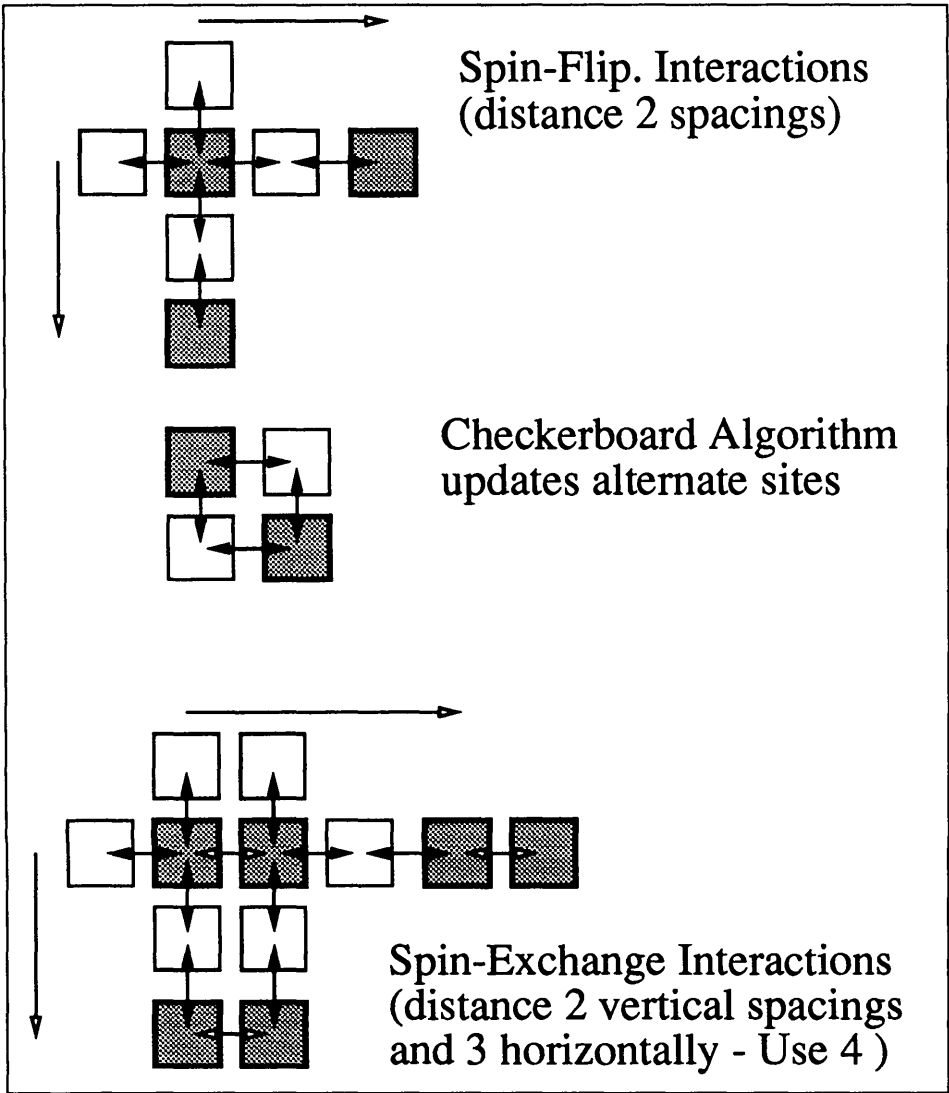 Spin-Flip. Interactions
(distance 2 spacings)
Checkerboard Algorithm
updates alternate sites
Spin-Exchange Interactions
(distance 2 vertical spacings
and 3 horizontally - Use 4 )